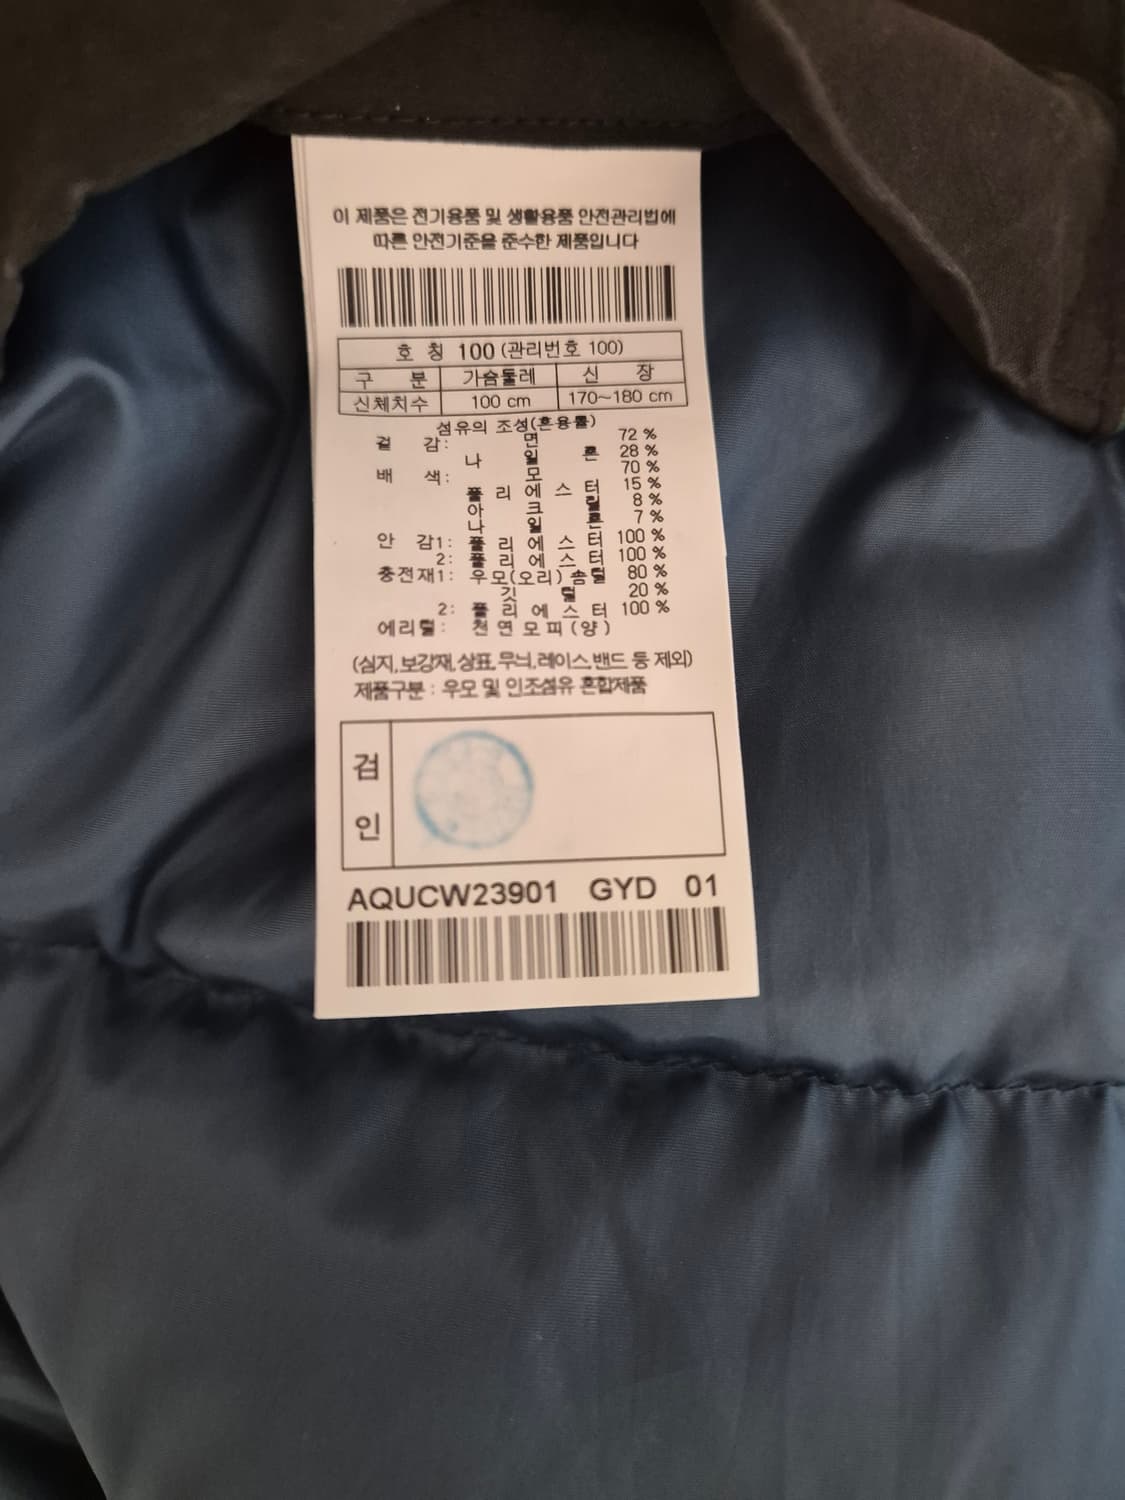 이 제품은 전기용품 및 생활용품 안전관리법에
따른 안전기준을 준수한 제품입니다
호 칭 100 (관리번호 100)
구 분 가슴둘레 신 장
신체치수 100 cm 170~180 cm
섬유의 조성(혼용률)
겉 감: 면 72 %
나 일 론 28 %
배 색: 모 70 %
폴 리 에 스 터 15 %
아 크 릴 8 %
나 일 론 7 %
안 감1: 폴 리 에 스 터 100 %
2: 폴 리 에 스 터 100 %
충전재1: 우모(오리) 솜털 80 %
깃 털 20 %
2: 폴 리 에 스 터 100 %
에리털: 천 연 모 피 (양)
(심지,보강재,상표,무늬,레이스,밴드 등 제외)
제품구분 : 우모 및 인조섬유 혼합제품
검
인
AQUCW23901 GYD 01